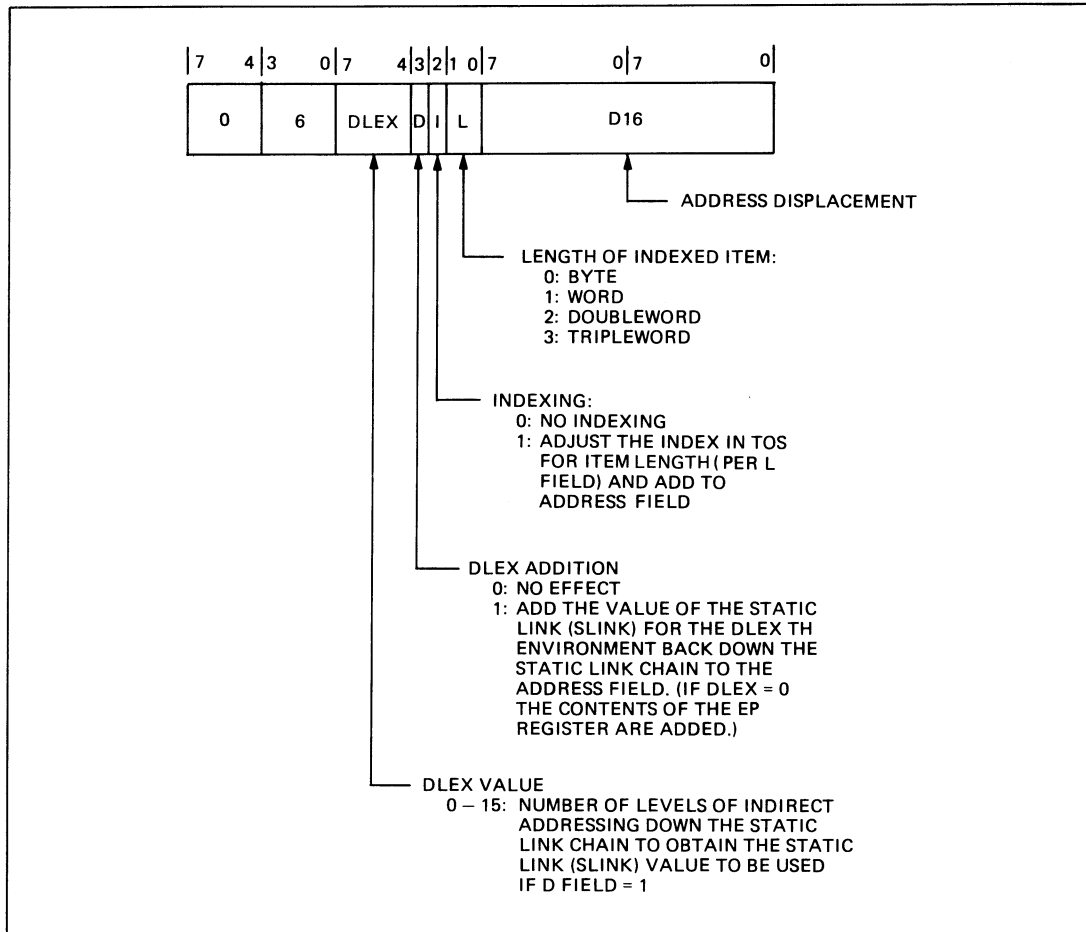 7 4 3 0 7 4 3 2 1 0 7 0 7 0
0 6 DLEX D I L D16
ADDRESS DISPLACEMENT
LENGTH OF INDEXED ITEM:
0: BYTE
1: WORD
2: DOUBLEWORD
3: TRIPLEWORD
INDEXING:
0: NO INDEXING
1: ADJUST THE INDEX IN TOS
FOR ITEM LENGTH (PER L
FIELD) AND ADD TO
ADDRESS FIELD
DLEX ADDITION
0: NO EFFECT
1: ADD THE VALUE OF THE STATIC
LINK (SLINK) FOR THE DLEX TH
ENVIRONMENT BACK DOWN THE
STATIC LINK CHAIN TO THE
ADDRESS FIELD. (IF DLEX = 0
THE CONTENTS OF THE EP
REGISTER ARE ADDED.)
DLEX VALUE
0 – 15: NUMBER OF LEVELS OF INDIRECT
ADDRESSING DOWN THE STATIC
LINK CHAIN TO OBTAIN THE STATIC
LINK (SLINK) VALUE TO BE USED
IF D FIELD = 1